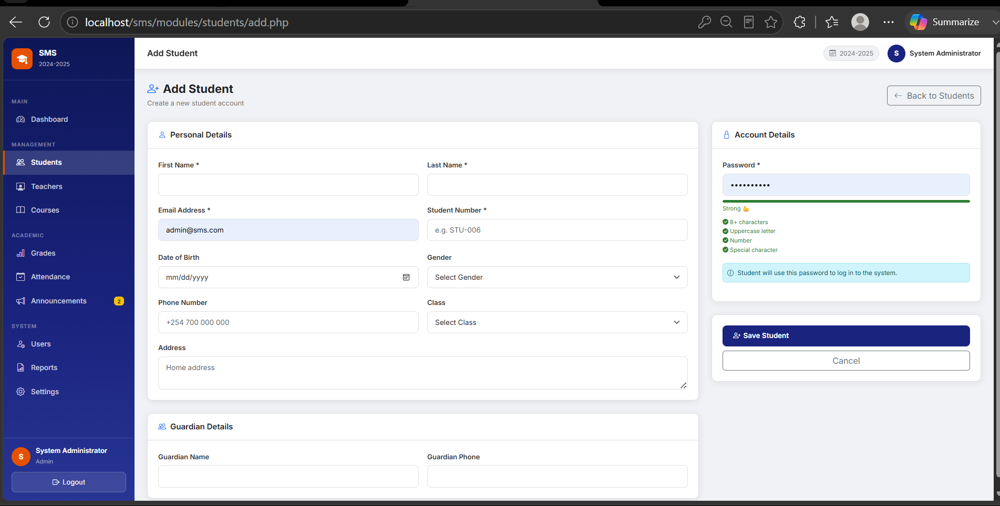 localhost/sms/modules/students/add.php
Summarize
SMS
2024-2025
MAIN
Dashboard
MANAGEMENT
Students
Teachers
Courses
ACADEMIC
Grades
Attendance
Announcements
2
SYSTEM
Users
Reports
Settings
S
System Administrator
Admin
Logout
Add Student
2024-2025
S
System Administrator
Add Student
Create a new student account
Back to Students
Personal Details
First Name *
Last Name *
Email Address *
admin@sms.com
Student Number *
e.g. STU-006
Date of Birth
mm/dd/yyyy
Gender
Select Gender
Phone Number
+254 700 000 000
Class
Select Class
Address
Home address
Guardian Details
Guardian Name
Guardian Phone
Account Details
Password *
••••••••••
Strong 💪
8+ characters
Uppercase letter
Number
Special character
Student will use this password to log in to the system.
Save Student
Cancel